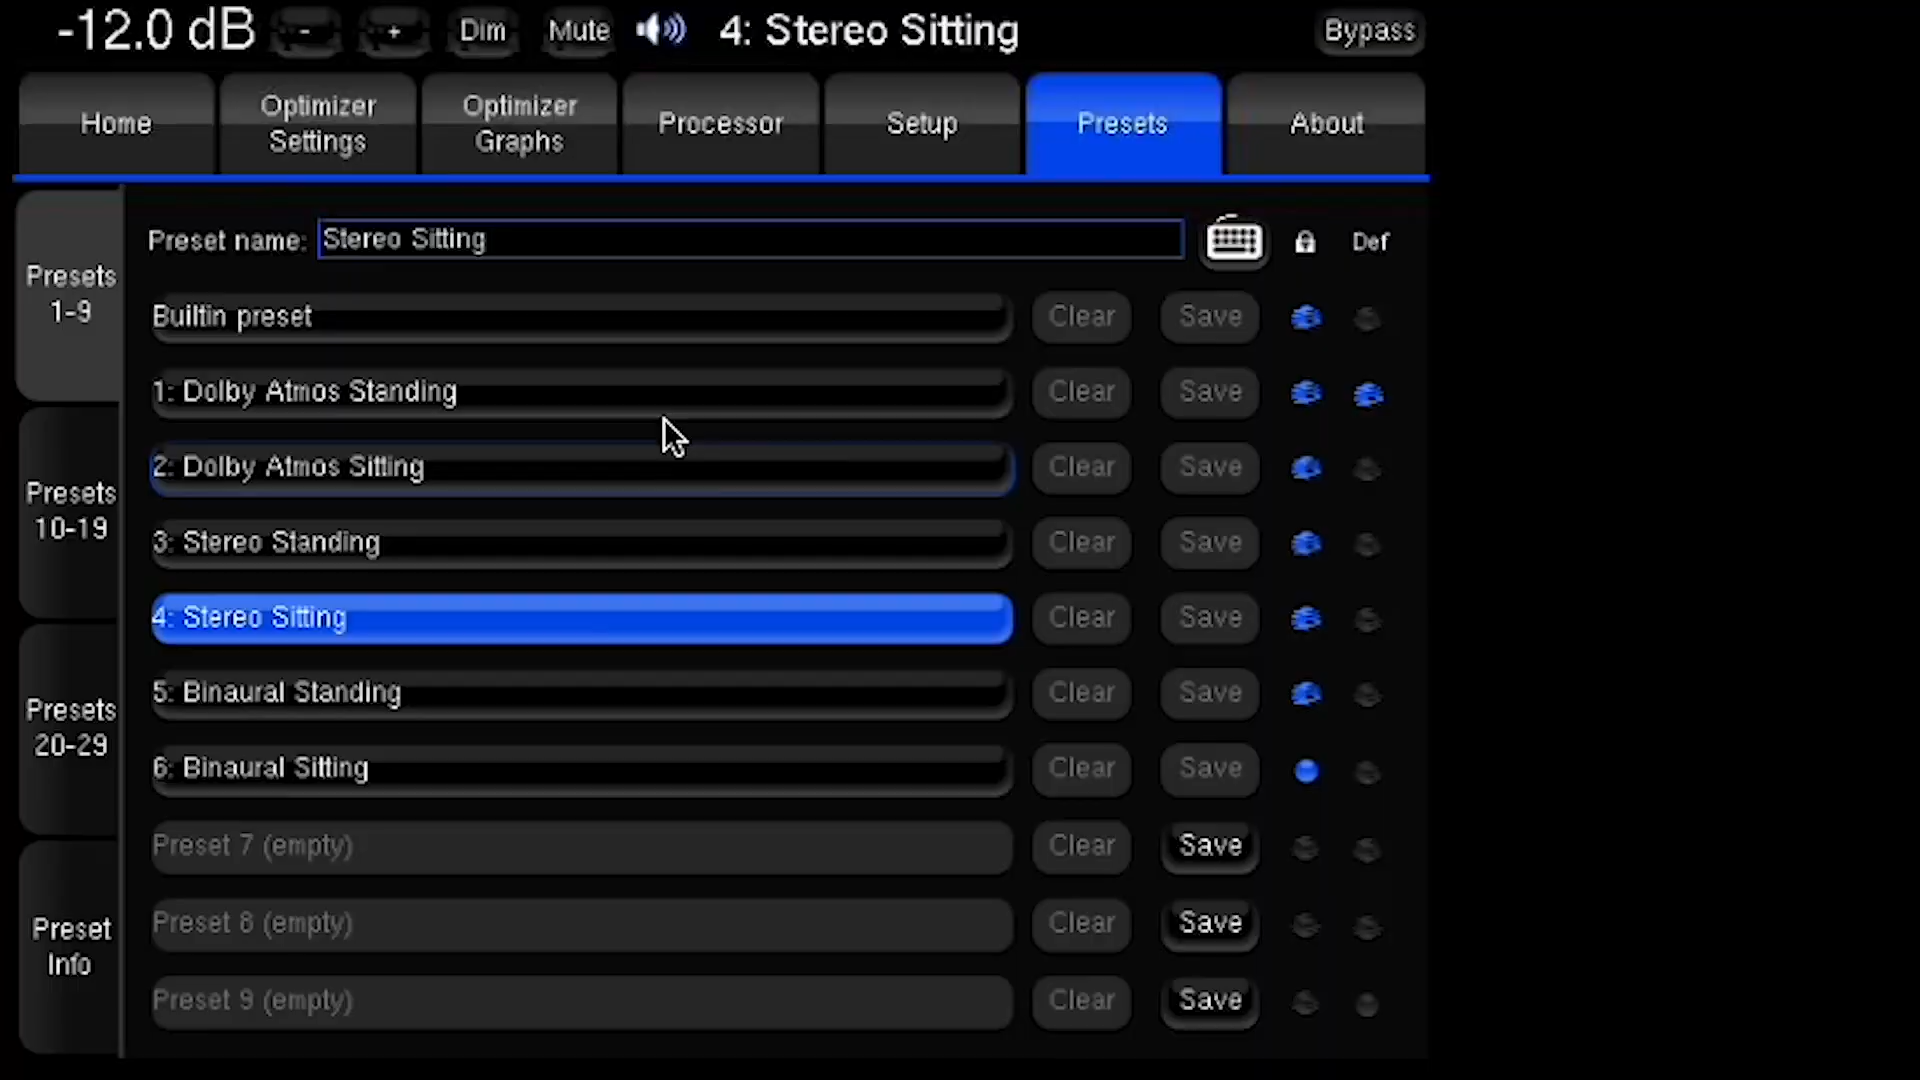 -12.0 dB - + Dim Mute 4: Stereo Sitting Bypass
Home Optimizer Settings Optimizer Graphs Processor Setup Presets About
Presets 1-9
Presets 10-19
Presets 20-29
Preset Info
Preset name: Stereo Sitting Def
Builtin preset Clear Save
1: Dolby Atmos Standing Clear Save
2: Dolby Atmos Sitting Clear Save
3: Stereo Standing Clear Save
4: Stereo Sitting Clear Save
5: Binaural Standing Clear Save
6: Binaural Sitting Clear Save
Preset 7 (empty) Clear Save
Preset 8 (empty) Clear Save
Preset 9 (empty) Clear Save